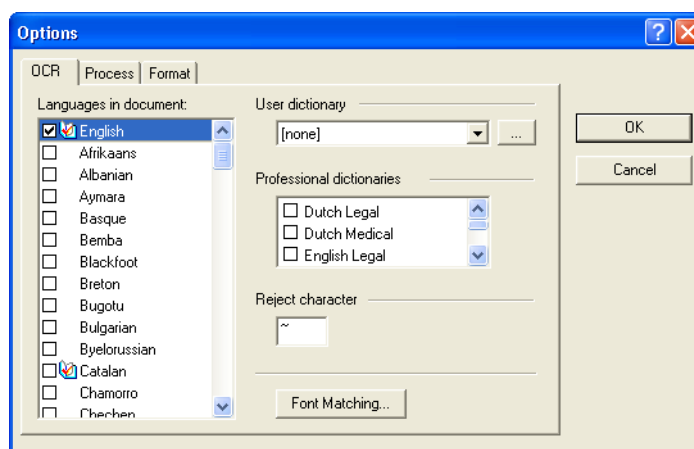 Options
OCR
Process
Format
Languages in document:
English
Afrikaans
Albanian
Aymara
Basque
Bemba
Blackfoot
Breton
Bugotu
Bulgarian
Byelorussian
Catalan
Chamorro
Chechen
User dictionary
[none]
...
Professional dictionaries
Dutch Legal
Dutch Medical
English Legal
Reject character
~
Font Matching...
OK
Cancel